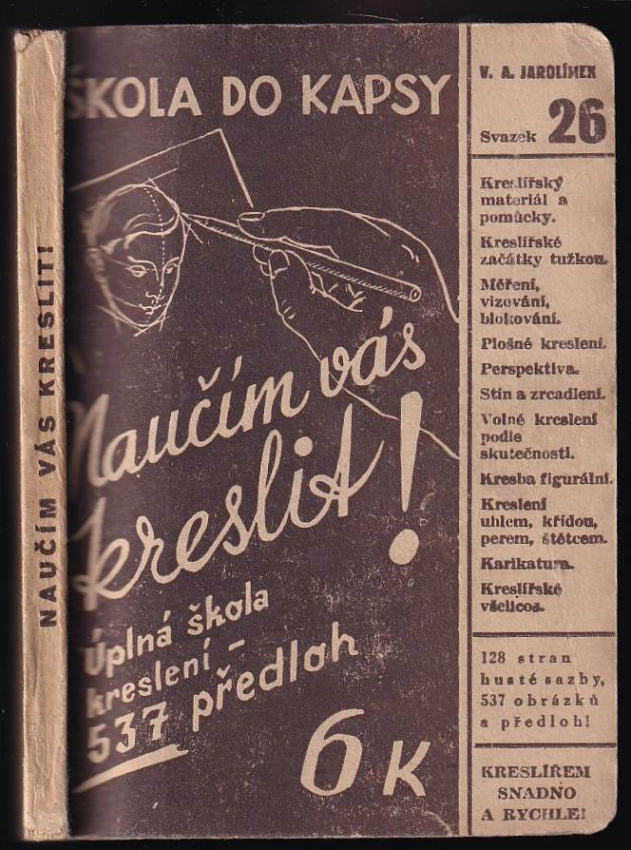 NAUČÍM VÁS KRESLIT!
ŠKOLA DO KAPSY
Naučím vás
kreslit!
Úplná škola
kreslení –
537 předloh
6 K
V. A. JAROLÍMEK
Svazek 26
Kreslířský
materiál a
pomůcky.
Kreslířské
začátky tužkou.
Měření,
vizování,
blokování.
Plošné kreslení.
Perspektiva.
Stín a zrcadlení.
Volné kreslení
podle
skutečnosti.
Kresba figurální.
Kreslení
uhlem, křídou,
perem, štětcem.
Karikatura.
Kreslířské
všelicos.
128 stran
husté sazby,
537 obrázků
a předloh!
KRESLÍŘEM
SNADNO
A RYCHLE!